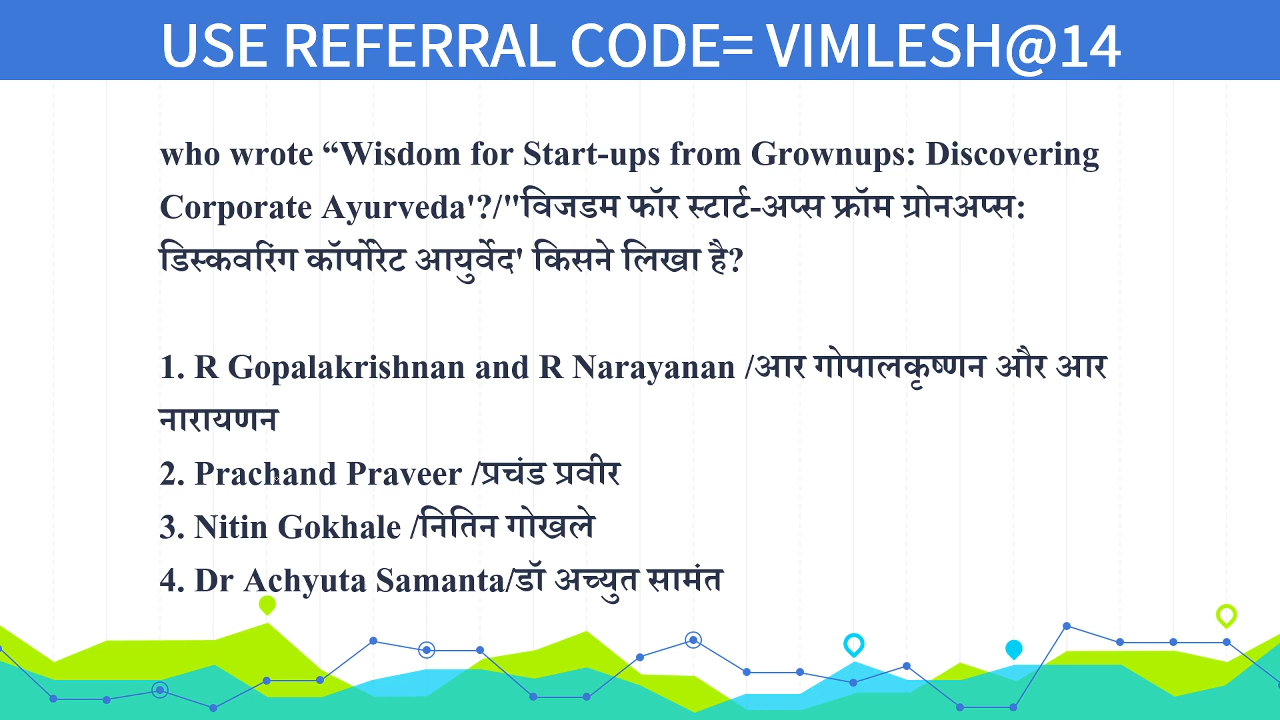 USE REFERRAL CODE= VIMLESH@14
who wrote “Wisdom for Start-ups from Grownups: Discovering
Corporate Ayurveda'?/"विजडम फॉर स्टार्ट-अप्स फ्रॉम ग्रोनअप्स:
डिस्कवरिंग कॉर्पोरेट आयुर्वेद' किसने लिखा है?
1. R Gopalakrishnan and R Narayanan /आर गोपालकृष्णन और आर
नारायणन
2. Prachand Praveer /प्रचंड प्रवीर
3. Nitin Gokhale /नितिन गोखले
4. Dr Achyuta Samanta/डॉ अच्युत सामंत